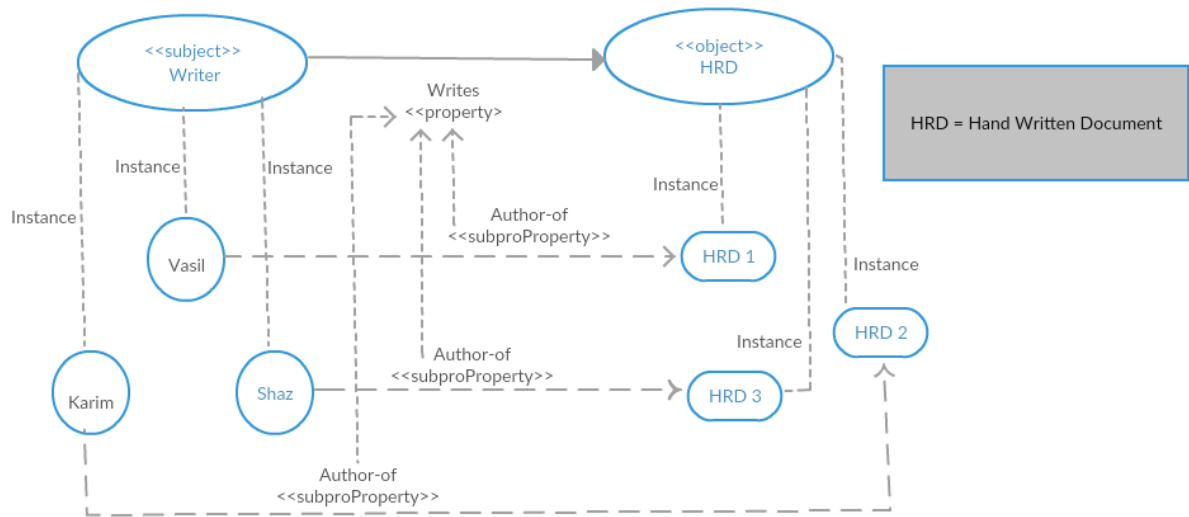 <<subject>>
Writer
<<object>>
HRD
Writes
<<property>
HRD = Hand Written Document
Instance
Instance
Instance
Instance
Author-of
<<subproProperty>>
Vasil
HRD 1
Instance
HRD 2
Instance
Author-of
<<subproProperty>>
Karim
Shaz
HRD 3
Author-of
<<subproProperty>>